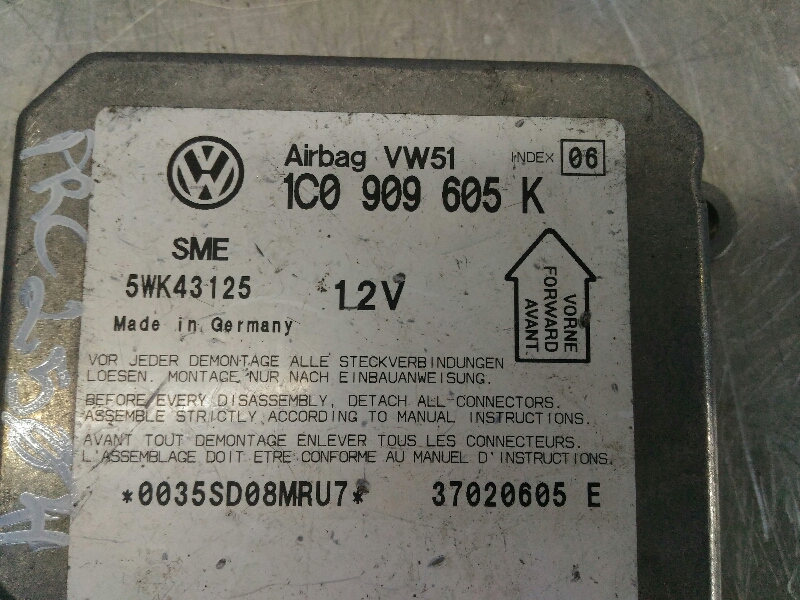 Airbag VW51
INDEX 06
1C0 909 605 K
SME
5WK43125
12V
Made in Germany
VORNE
FORWARD
AVANT
VOR JEDER DEMONTAGE ALLE STECKVERBINDUNGEN
LOESEN. MONTAGE NUR NACH EINBAUANWEISUNG.
BEFORE EVERY DISASSEMBLY, DETACH ALL CONNECTORS.
ASSEMBLE STRICTLY ACCORDING TO MANUAL INSTRUCTIONS.
AVANT TOUT DEMONTAGE ENLEVER TOUS LES CONNECTEURS.
L'ASSEMBLAGE DOIT ETRE CONFORME AU MANUEL D'INSTRUCTIONS.
*0035SD08MRU7*
37020605 E